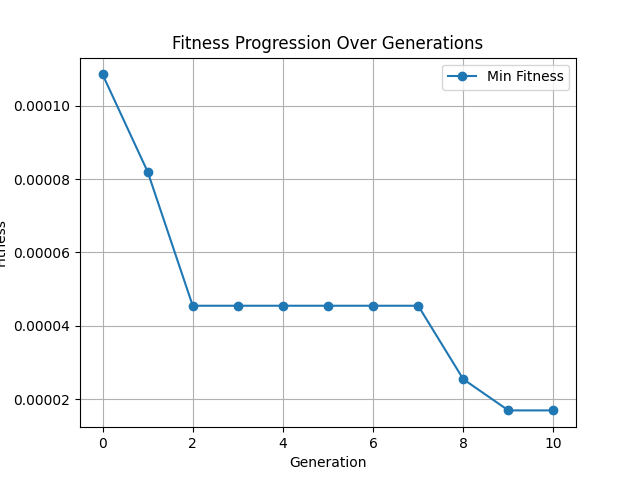 Fitness Progression Over Generations
Min Fitness
0.00010
0.00008
0.00006
0.00004
0.00002
0 2 4 6 8 10
Generation